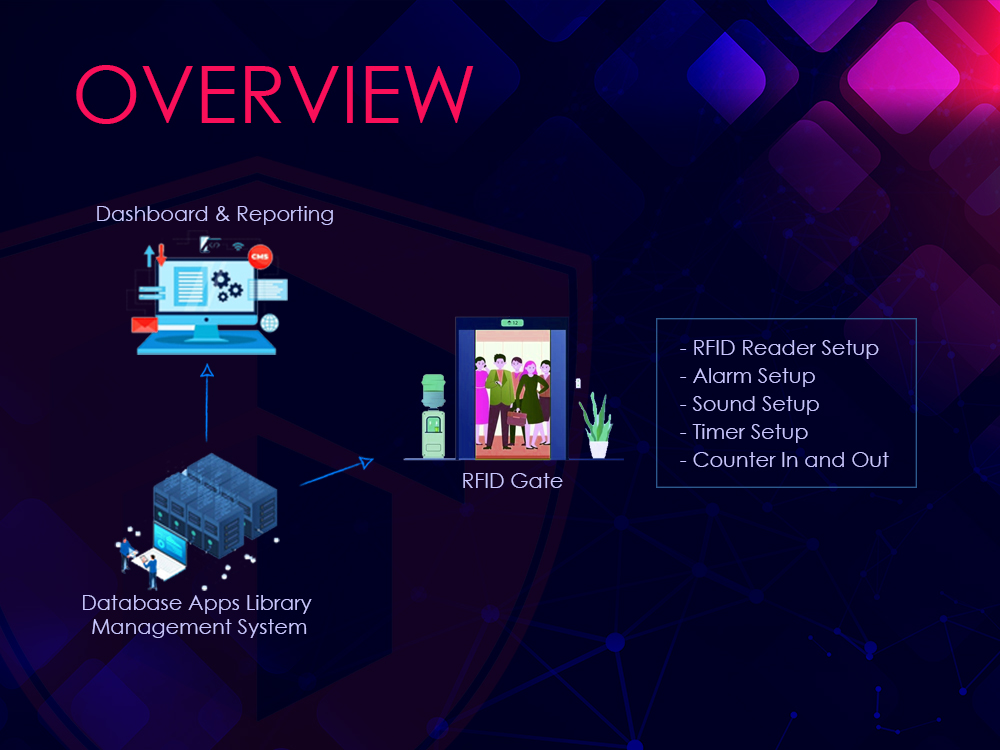 OVERVIEW
Dashboard & Reporting
CMS
- RFID Reader Setup
- Alarm Setup
- Sound Setup
- Timer Setup
- Counter In and Out
RFID Gate
Database Apps Library
Management System